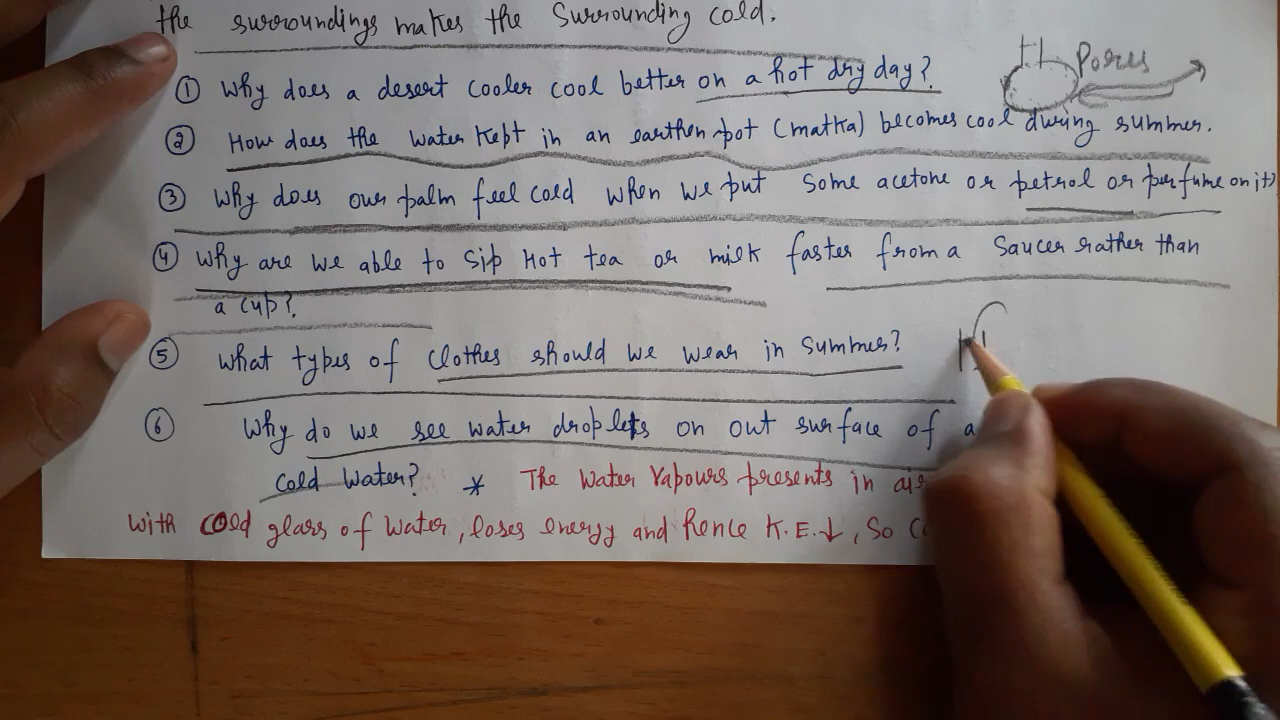 the surroundings makes the Surrounding cold.
Pores
① Why does a desert cooler cool better on a hot dry day?
② How does the water kept in an earthen pot (matka) becomes cool during summer.
③ Why does our palm feel cold when we put some acetone or petrol or perfume on it?
④ Why are we able to sip Hot tea or milk faster from a Saucer rather than
a cup?
⑤ What types of clothes should we wear in summer?
⑥ Why do we see water droplets on out surface of a
cold water? * The Water Vapours presents in air
with cold glass of water, loses energy and hence K.E.↓, So